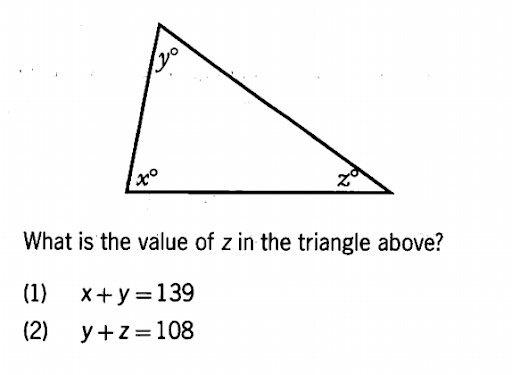 y°
x°
z°
What is the value of z in the triangle above?
(1) x+y=139
(2) y+z=108